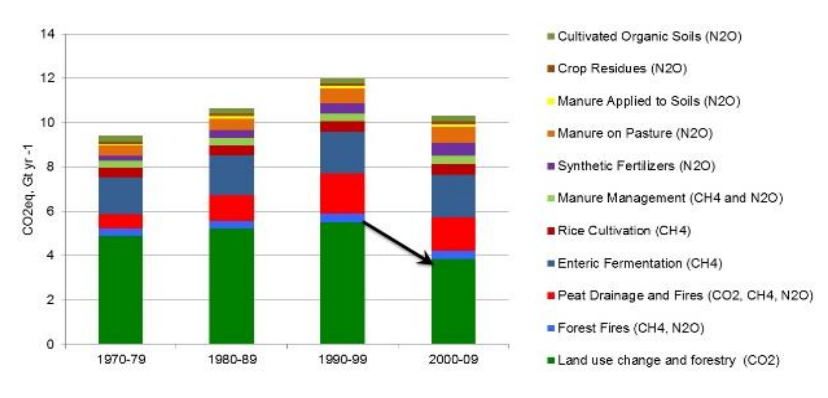 14
12
10
8
6
4
2
0
CO2eq, Gt yr -1
1970-79
1980-89
1990-99
2000-09
Cultivated Organic Soils (N2O)
Crop Residues (N2O)
Manure Applied to Soils (N2O)
Manure on Pasture (N2O)
Synthetic Fertilizers (N2O)
Manure Management (CH4 and N2O)
Rice Cultivation (CH4)
Enteric Fermentation (CH4)
Peat Drainage and Fires (CO2, CH4, N2O)
Forest Fires (CH4, N2O)
Land use change and forestry (CO2)